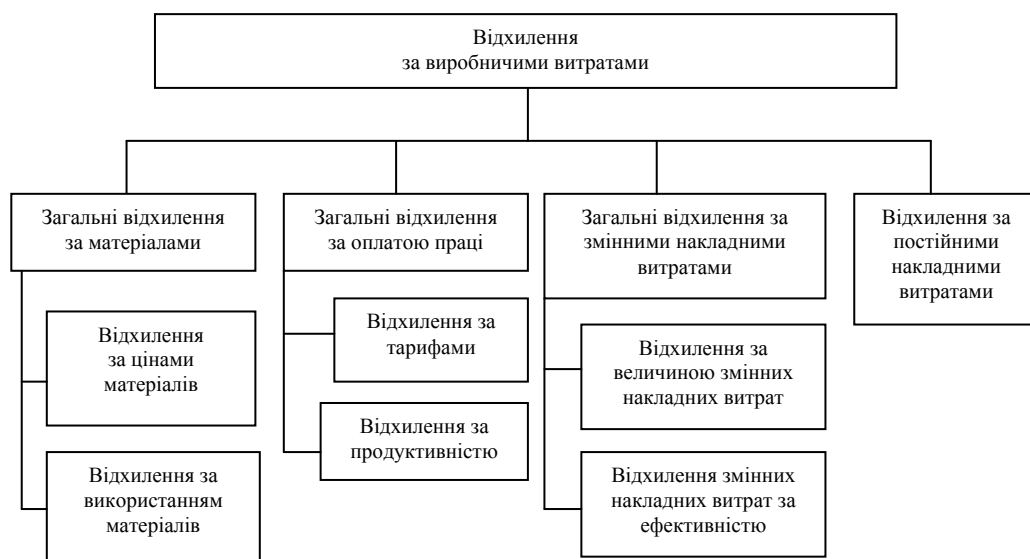 Відхилення
за виробничими витратами
Загальні відхилення
за матеріалами
Відхилення
за цінами
матеріалів
Відхилення за
використанням
матеріалів
Загальні відхилення
за оплатою праці
Відхилення за
тарифами
Відхилення за
продуктивністю
Загальні відхилення за
змінними накладними
витратами
Відхилення за
величиною змінних
накладних витрат
Відхилення змінних
накладних витрат за
ефективністю
Відхилення за
постійними
накладними
витратами